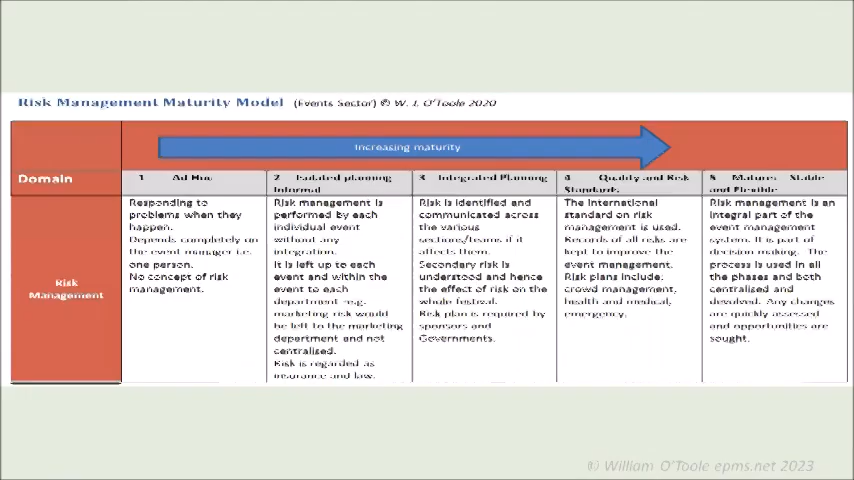 Risk Management Maturity Model (Events Sector) © W. J. O'Toole 2020
Increasing maturity
Domain
1 Ad Hoc
2 Isolated planning
Informal
3 Integrated Planning
4 Quality and Risk
Standards
5 Mature: Stable
and Flexible
Risk
Management
Responding to
problems when they
happen.
Depends completely on
the event manager i.e.
one person.
No concept of risk
management.
Risk management is
performed by each
individual event
without any
integration.
It is left up to each
event and within the
event to each
department -e.g.
marketing risk would
be left to the marketing
department and not
centralised.
Risk is regarded as
insurance and law.
Risk is identified and
communicated across
the various
sections/teams if it
affects them.
Secondary risk is
understood and hence
the effect of risk on the
whole festival.
Risk plan is required by
sponsors and
Governments.
The international
standard on risk
management is used.
Records of all risks are
kept to improve the
event management.
Risk plans include:
crowd management,
health and medical,
emergency.
Risk management is an
integral part of the
event management
system. It is part of
decision making. The
process is used in all
the phases and both
centralised and
devolved. Any changes
are quickly assessed
and opportunities are
sought.
© William O'Toole epms.net 2023